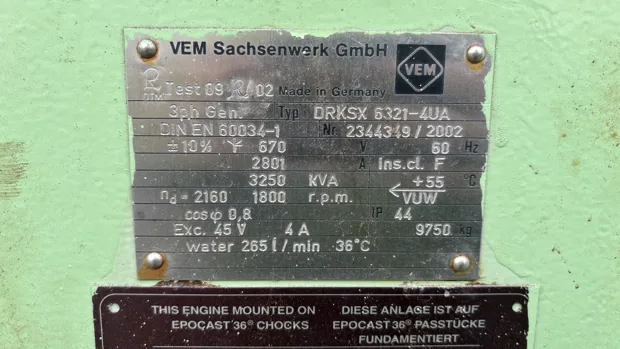 VEM Sachsenwerk GmbH VEM
Test 09 02 Made in Germany
3ph Gen. Typ DRKSX 6321-4UA
DIN EN 60034-1 Nr. 2344349 / 2002
± 10% Y 670 V 60 Hz
2801 A ins.cl. F
3250 KVA +55 °C
nd = 2160 1800 r.p.m. VUW
cos φ 0,8 IP 44
Exc. 45 V 4 A 9750 kg
water 265 l / min 36°C
THIS ENGINE MOUNTED ON DIESE ANLAGE IST AUF
EPOCAST 36® CHOCKS. EPOCAST 36® PASSTÜCKE
FUNDAMENTIERT